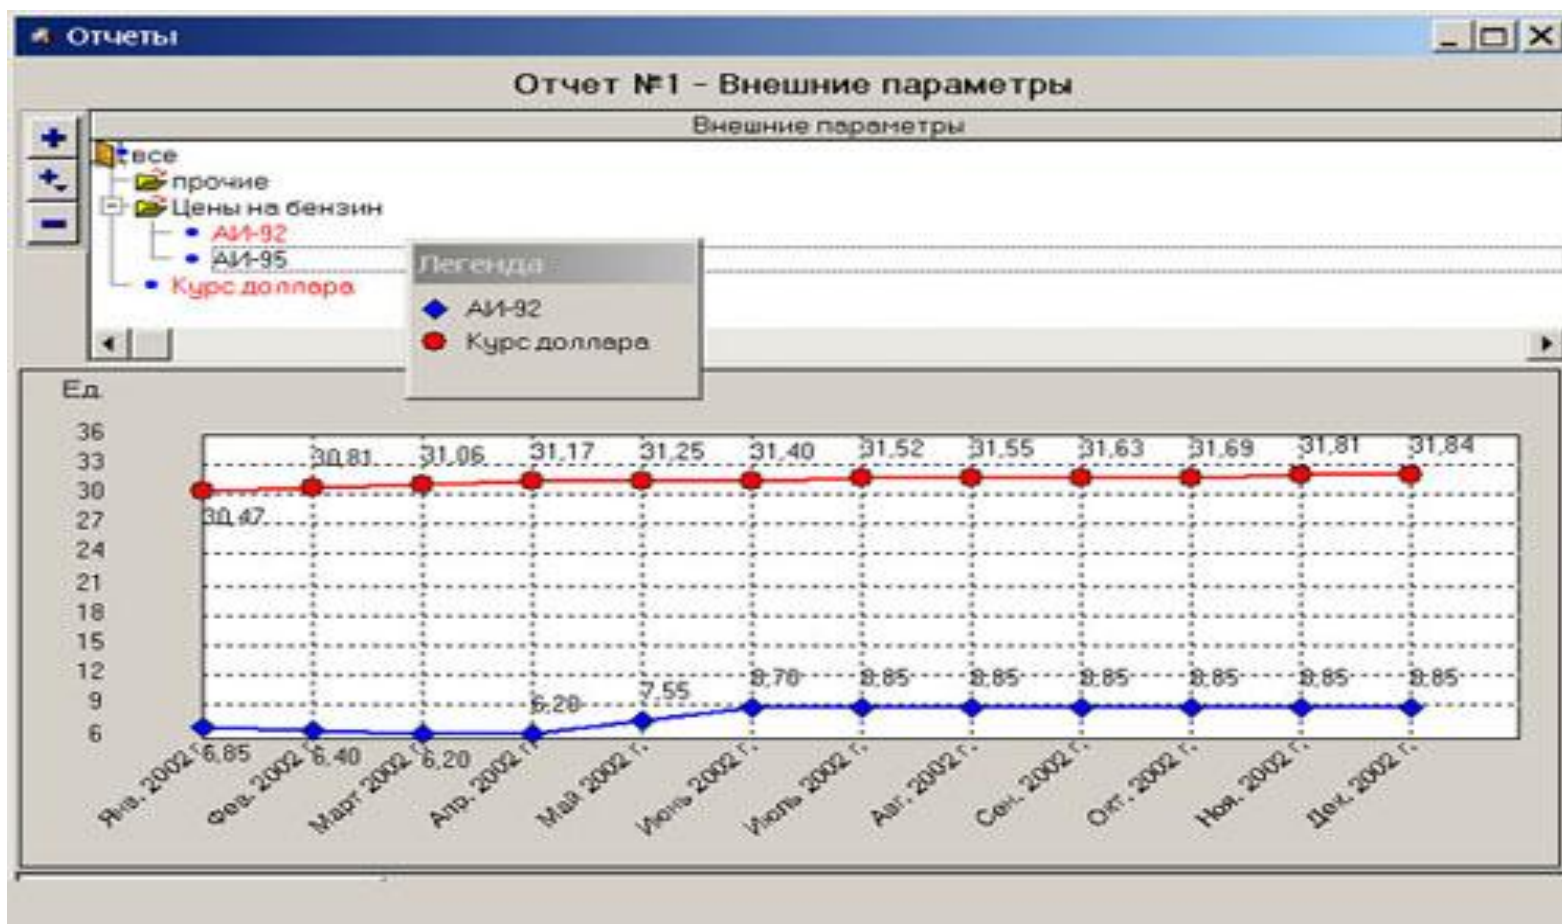 Отчеты
Отчет №1 - Внешние параметры
Внешние параметры
все
прочие
Цены на бензин
АИ-92
АИ-95
Курс доллара
Легенда
АИ-92
Курс доллара
Ед.
36
33
30
27
24
21
18
15
12
9
6
30,47 30,81 31,06 31,17 31,25 31,40 31,52 31,55 31,63 31,69 31,81 31,84
6,85 6,40 6,20 6,20 7,55 8,70 8,85 8,85 8,85 8,85 8,85 8,85
Янв. 2002 г. Фев. 2002 г. Март 2002 г. Апр. 2002 г. Май 2002 г. Июнь 2002 г. Июль 2002 г. Авг. 2002 г. Сен. 2002 г. Окт. 2002 г. Ноя. 2002 г. Дек. 2002 г.